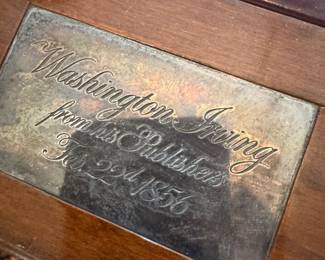 Washington Irving
from his Publishers
Feb. 22d 1856